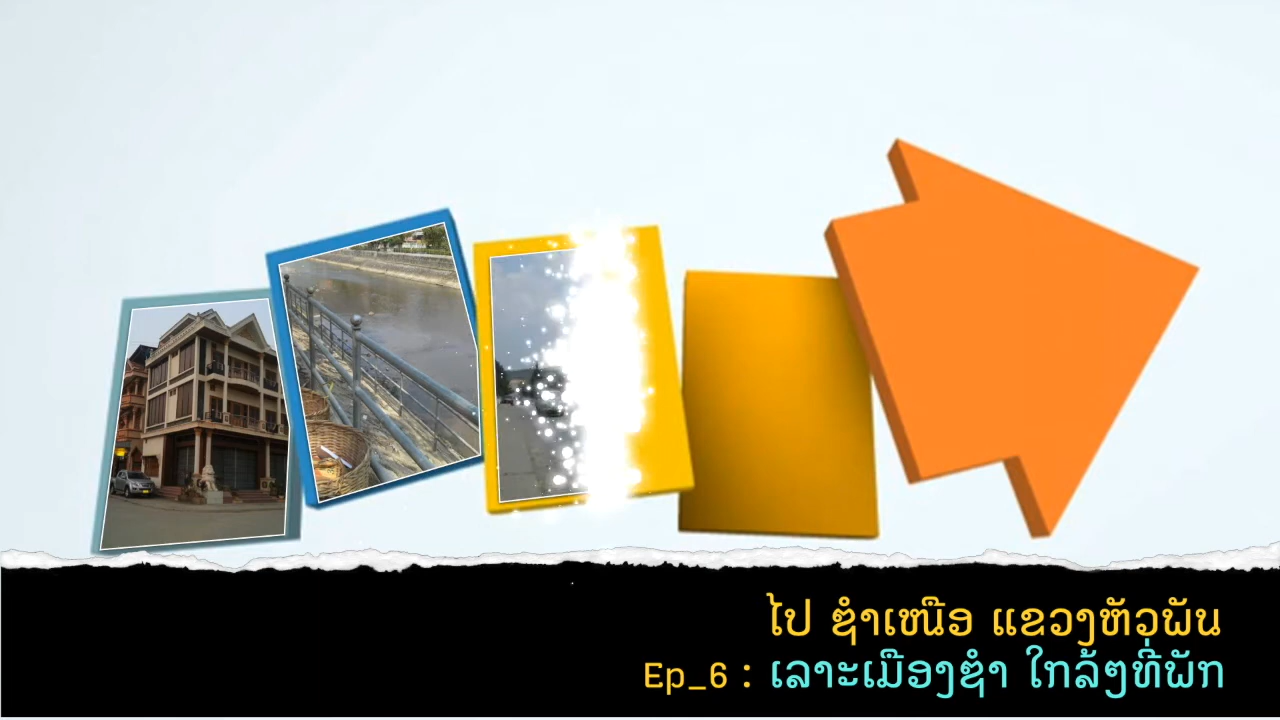 ໄປ ຊຳເໜືອ ແຂວງຫັວພັນ
Ep_6 : ເລາະເມືອງຊຳ ໃກລ້ໆທີ່ພັກ